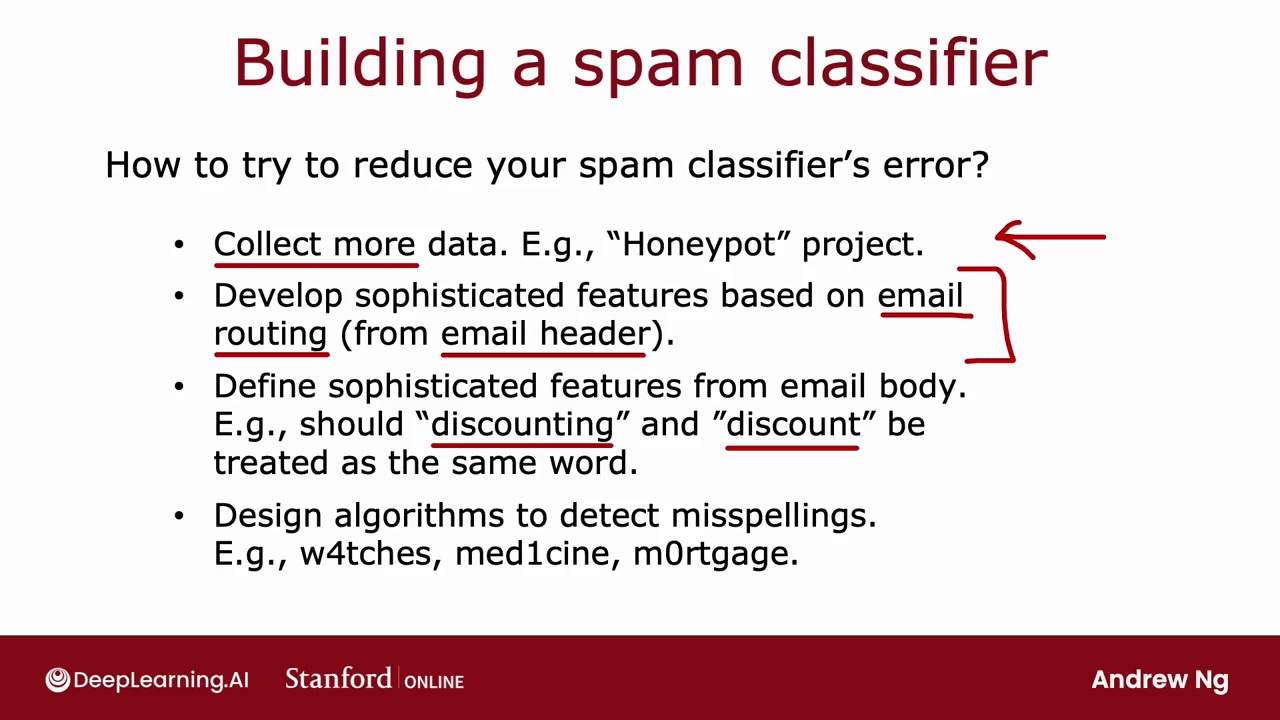 Building a spam classifier
How to try to reduce your spam classifier’s error?
• Collect more data. E.g., “Honeypot” project.
• Develop sophisticated features based on email
routing (from email header).
• Define sophisticated features from email body.
E.g., should “discounting” and ”discount” be
treated as the same word.
• Design algorithms to detect misspellings.
E.g., w4tches, med1cine, m0rtgage.
DeepLearning.AI Stanford | ONLINE Andrew Ng